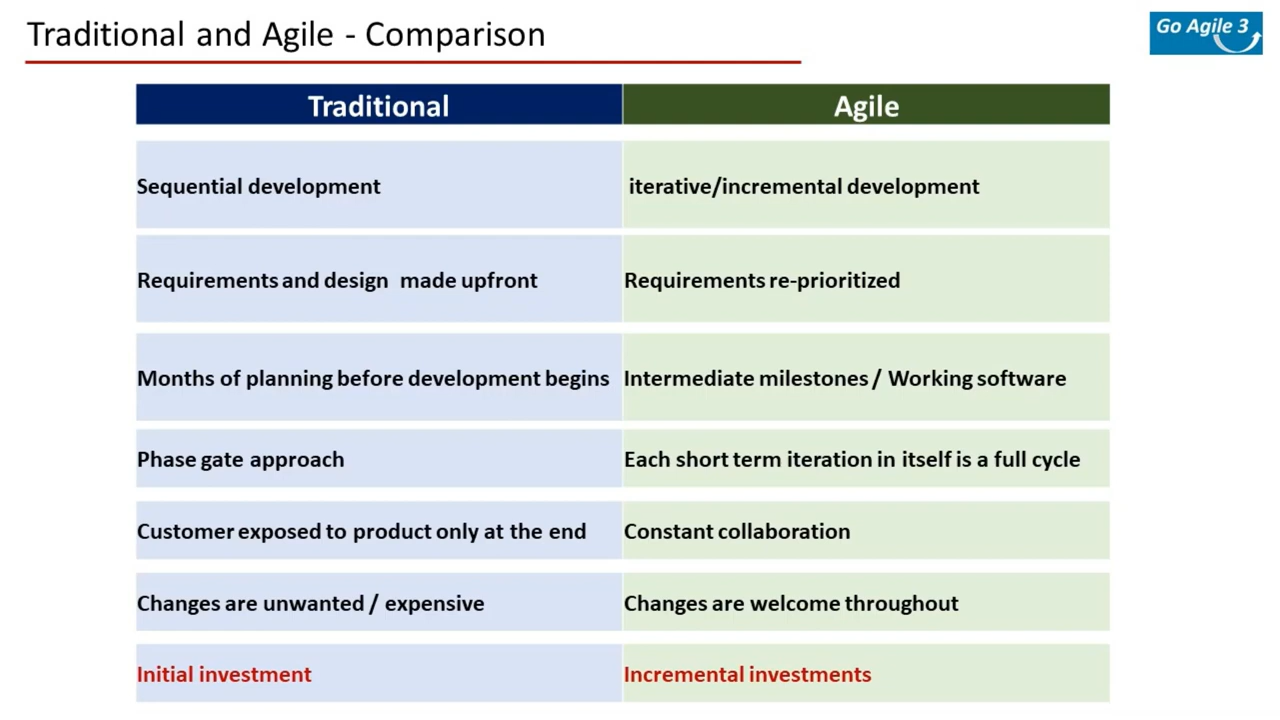 Traditional and Agile - Comparison
Go Agile 3
Traditional
Agile
Sequential development
iterative/incremental development
Requirements and design made upfront
Requirements re-prioritized
Months of planning before development begins
Intermediate milestones / Working software
Phase gate approach
Each short term iteration in itself is a full cycle
Customer exposed to product only at the end
Constant collaboration
Changes are unwanted / expensive
Changes are welcome throughout
Initial investment
Incremental investments